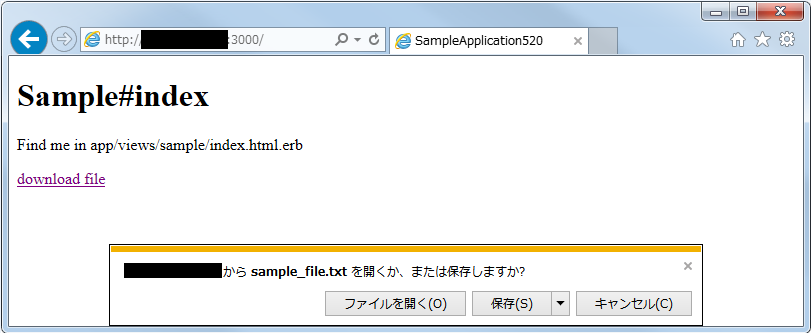 http:// :3000/
SampleApplication520
Sample#index
Find me in app/views/sample/index.html.erb
download file
から sample_file.txt を開くか、または保存しますか?
ファイルを開く(O)
保存(S)
キャンセル(C)